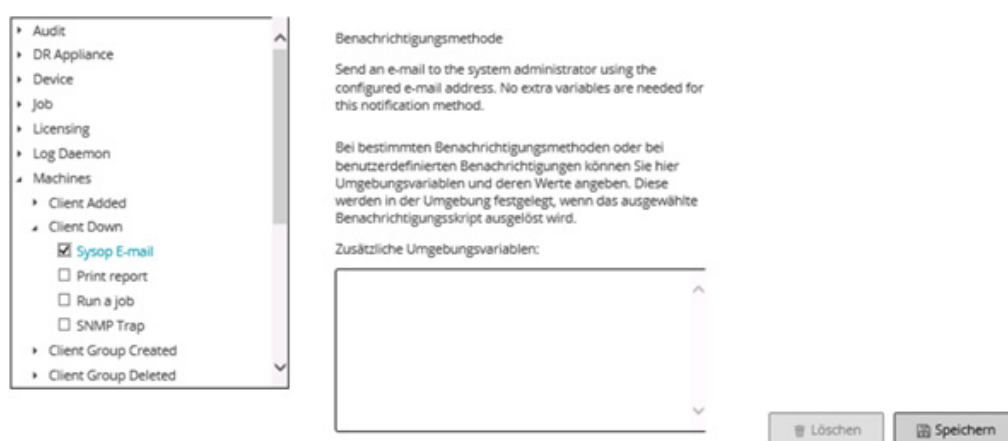 Audit
DR Appliance
Device
Job
Licensing
Log Daemon
Machines
Client Added
Client Down
Sysop E-mail
Print report
Run a job
SNMP Trap
Client Group Created
Client Group Deleted
Benachrichtigungsmethode
Send an e-mail to the system administrator using the
configured e-mail address. No extra variables are needed for
this notification method.
Bei bestimmten Benachrichtigungsmethoden oder bei
benutzerdefinierten Benachrichtigungen können Sie hier
Umgebungsvariablen und deren Werte angeben. Diese
werden in der Umgebung festgelegt, wenn das ausgewählte
Benachrichtigungsskript ausgelöst wird.
Zusätzliche Umgebungsvariablen:
Löschen
Speichern